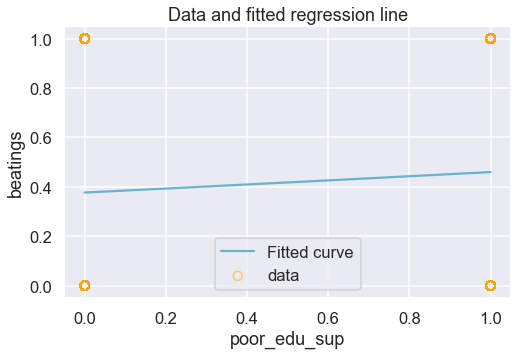 Data and fitted regression line
1.0
0.8
0.6
0.4
0.2
0.0
beatings
Fitted curve
data
0.0 0.2 0.4 0.6 0.8 1.0
poor_edu_sup